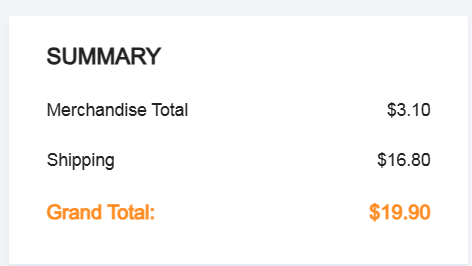 SUMMARY
Merchandise Total $3.10
Shipping $16.80
Grand Total: $19.90